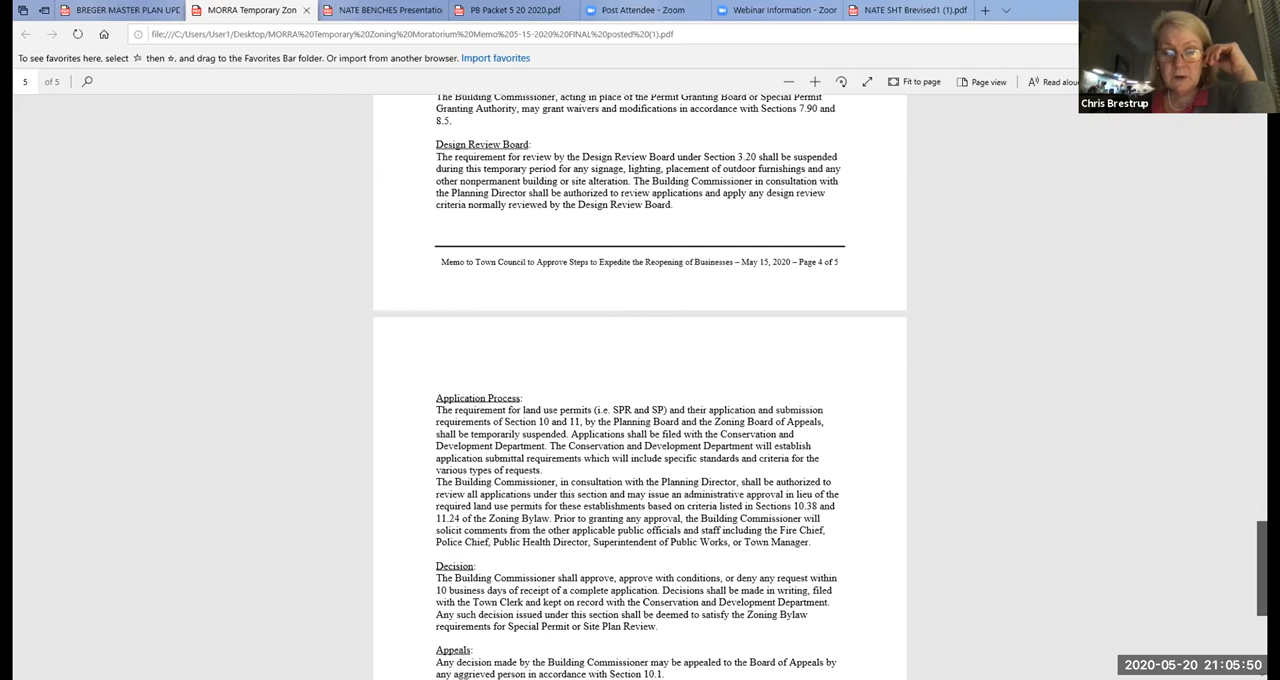 BREGER MASTER PLAN UPD
MORRA Temporary Zon
NATE BENCHES Presentatio
PB Packet 5 20 2020.pdf
Post Attendee - Zoom
Webinar Information - Zoor
NATE SHT Brevised1 (1).pdf
file:///C:/Users/User1/Desktop/MORRA%20Temporary%20Zoning%20Moratorium%20Memo%205-15-2020%20FINAL%20posted%20(1).pdf
To see favorites here, select then, and drag to the Favorites Bar folder. Or import from another browser. Import favorites
5 of 5
Fit to page
Page view
Read alou
Chris Brestrup
The Building Commissioner, acting in place of the Permit Granting Board or Special Permit
Granting Authority, may grant waivers and modifications in accordance with Sections 7.90 and
8.5.
Design Review Board:
The requirement for review by the Design Review Board under Section 3.20 shall be suspended
during this temporary period for any signage, lighting, placement of outdoor furnishings and any
other nonpermanent building or site alteration. The Building Commissioner in consultation with
the Planning Director shall be authorized to review applications and apply any design review
criteria normally reviewed by the Design Review Board.
Memo to Town Council to Approve Steps to Expedite the Reopening of Businesses – May 15, 2020 – Page 4 of 5
Application Process:
The requirement for land use permits (i.e. SPR and SP) and their application and submission
requirements of Section 10 and 11, by the Planning Board and the Zoning Board of Appeals,
shall be temporarily suspended. Applications shall be filed with the Conservation and
Development Department. The Conservation and Development Department will establish
application submittal requirements which will include specific standards and criteria for the
various types of requests.
The Building Commissioner, in consultation with the Planning Director, shall be authorized to
review all applications under this section and may issue an administrative approval in lieu of the
required land use permits for these establishments based on criteria listed in Sections 10.38 and
11.24 of the Zoning Bylaw. Prior to granting any approval, the Building Commissioner will
solicit comments from the other applicable public officials and staff including the Fire Chief,
Police Chief, Public Health Director, Superintendent of Public Works, or Town Manager.
Decision:
The Building Commissioner shall approve, approve with conditions, or deny any request within
10 business days of receipt of a complete application. Decisions shall be made in writing, filed
with the Town Clerk and kept on record with the Conservation and Development Department.
Any such decision issued under this section shall be deemed to satisfy the Zoning Bylaw
requirements for Special Permit or Site Plan Review.
Appeals:
Any decision made by the Building Commissioner may be appealed to the Board of Appeals by
any aggrieved person in accordance with Section 10.1.
2020-05-20 21:05:50